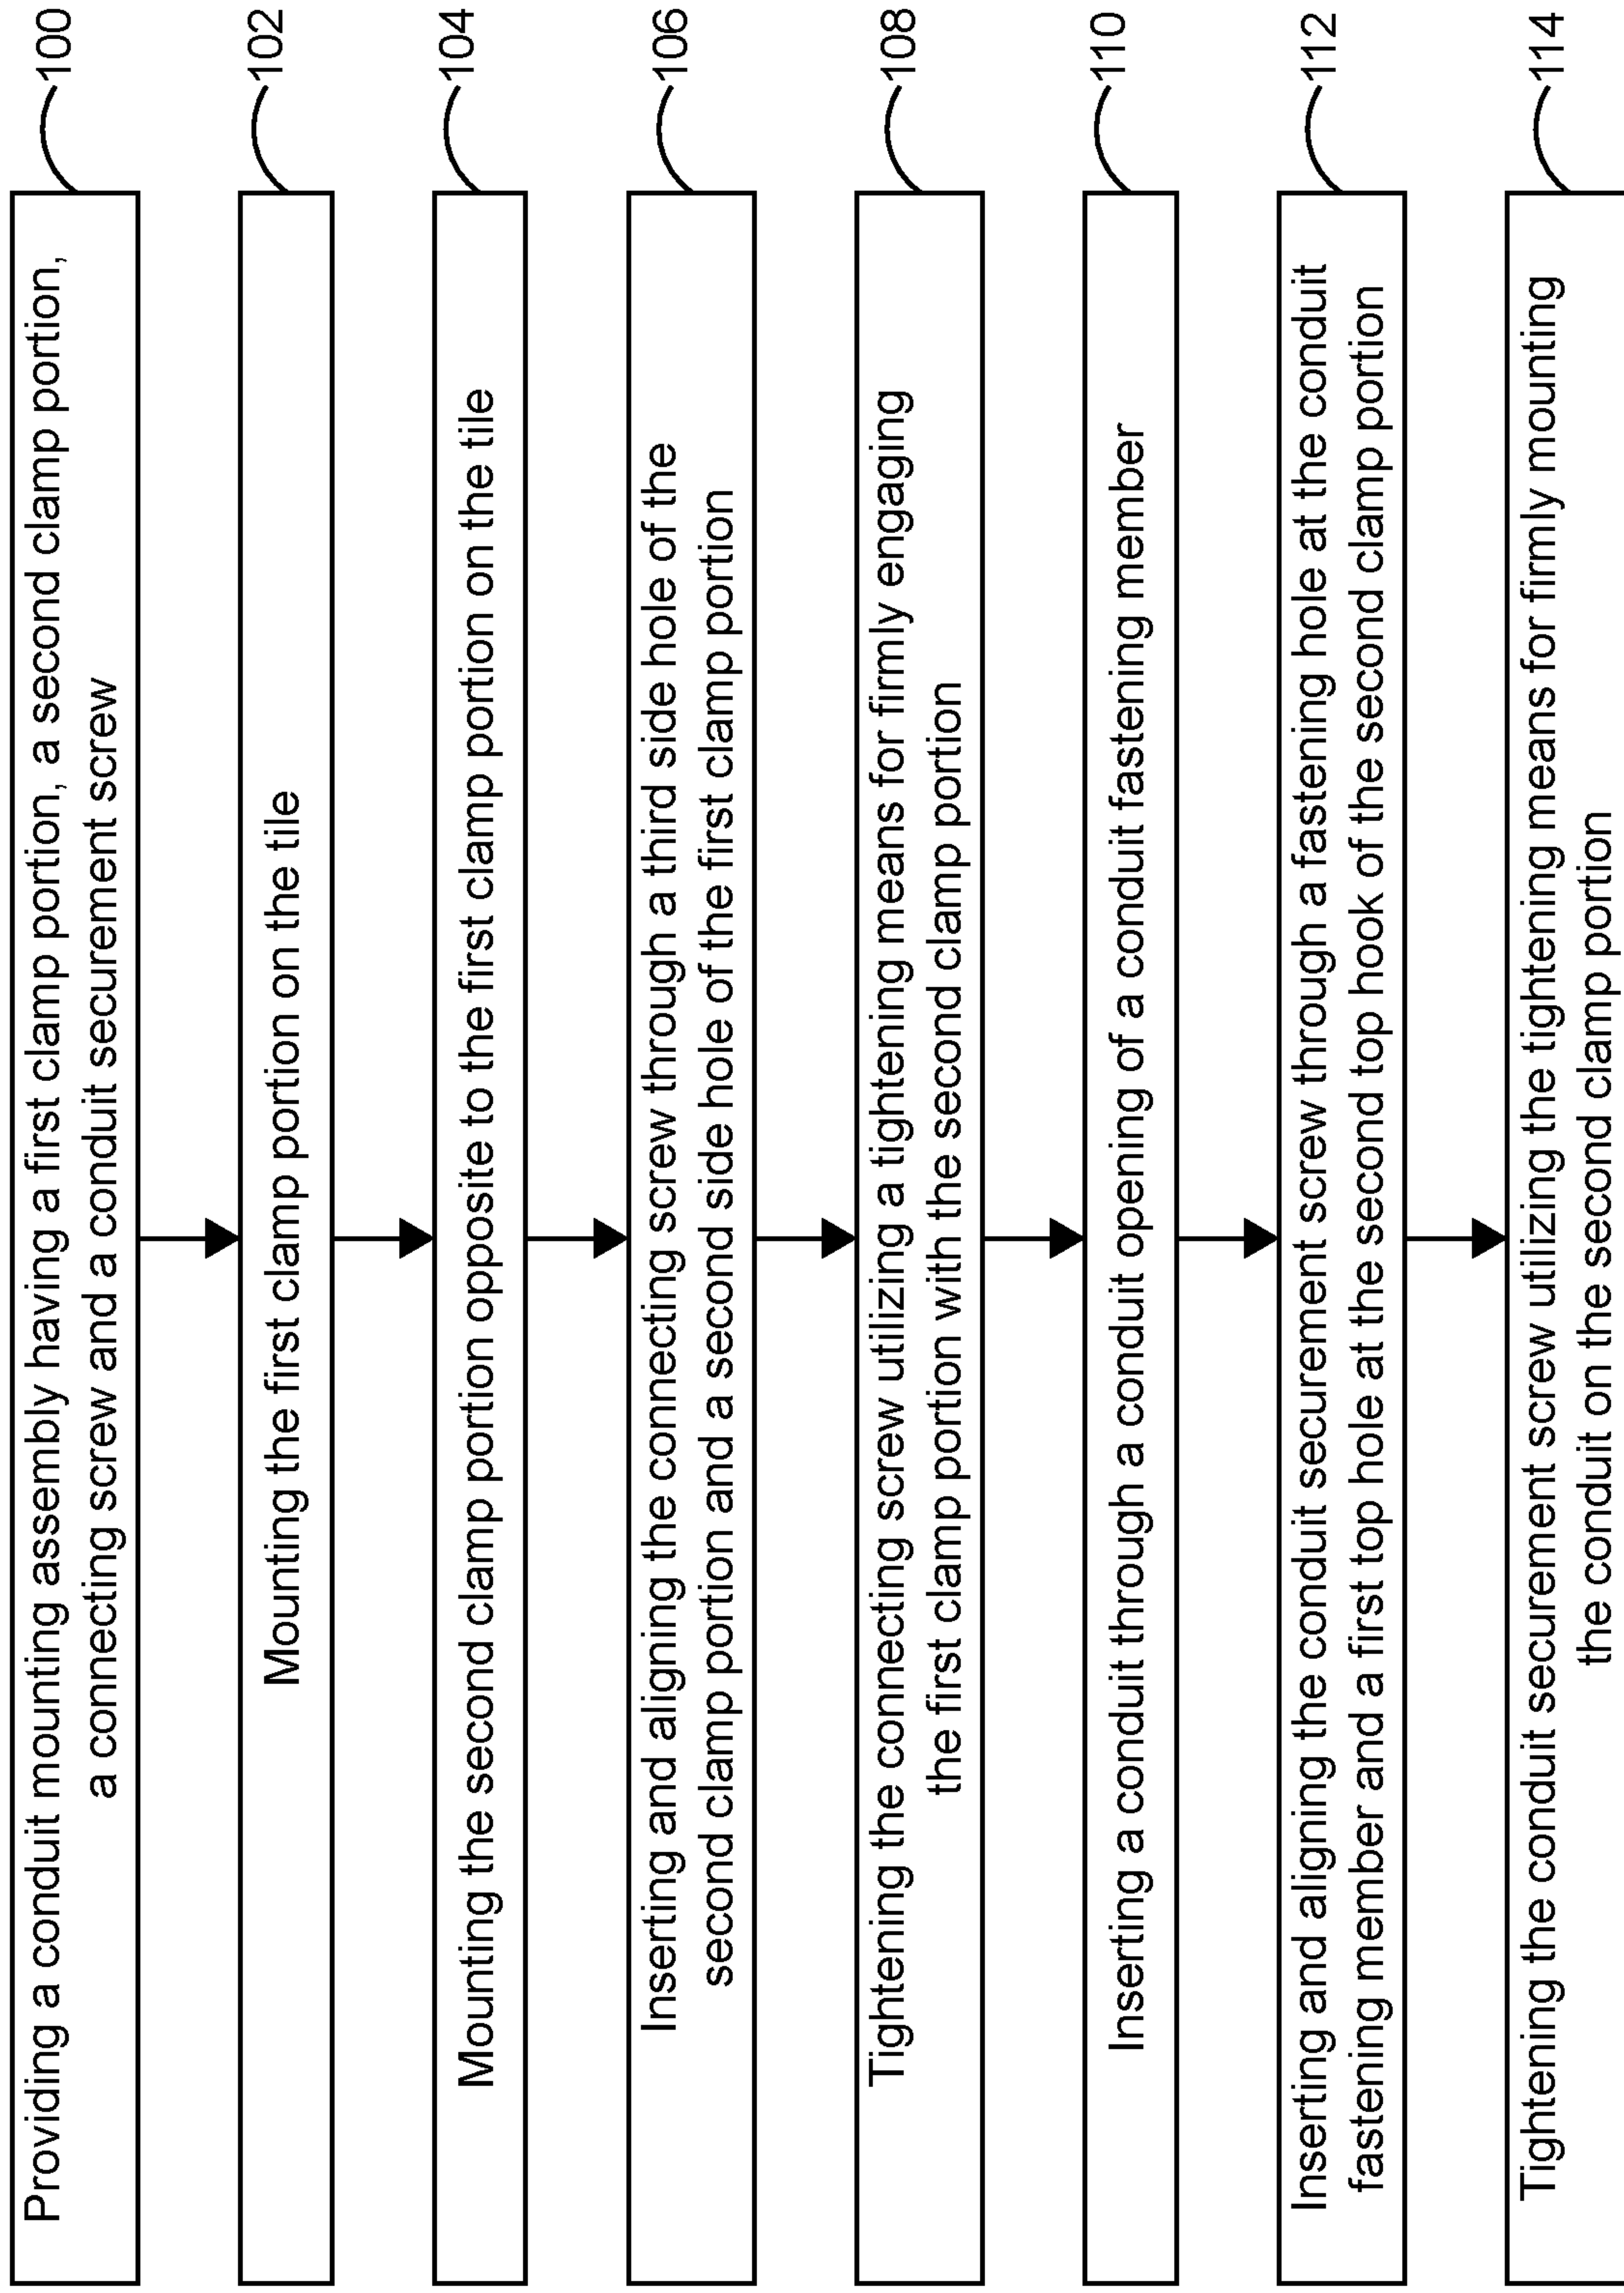 Providing a conduit mounting assembly having a first clamp portion, a second clamp portion,
a connecting screw and a conduit securement screw
100
Mounting the first clamp portion on the tile
102
Mounting the second clamp portion opposite to the first clamp portion on the tile
104
Inserting and aligning the connecting screw through a third side hole of the
second clamp portion and a second side hole of the first clamp portion
106
Tightening the connecting screw utilizing a tightening means for firmly engaging
the first clamp portion with the second clamp portion
108
Inserting a conduit through a conduit opening of a conduit fastening member
110
Inserting and aligning the conduit securement screw through a fastening hole at the conduit
fastening member and a first top hole at the second top hook of the second clamp portion
112
Tightening the conduit securement screw utilizing the tightening means for firmly mounting
the conduit on the second clamp portion
114